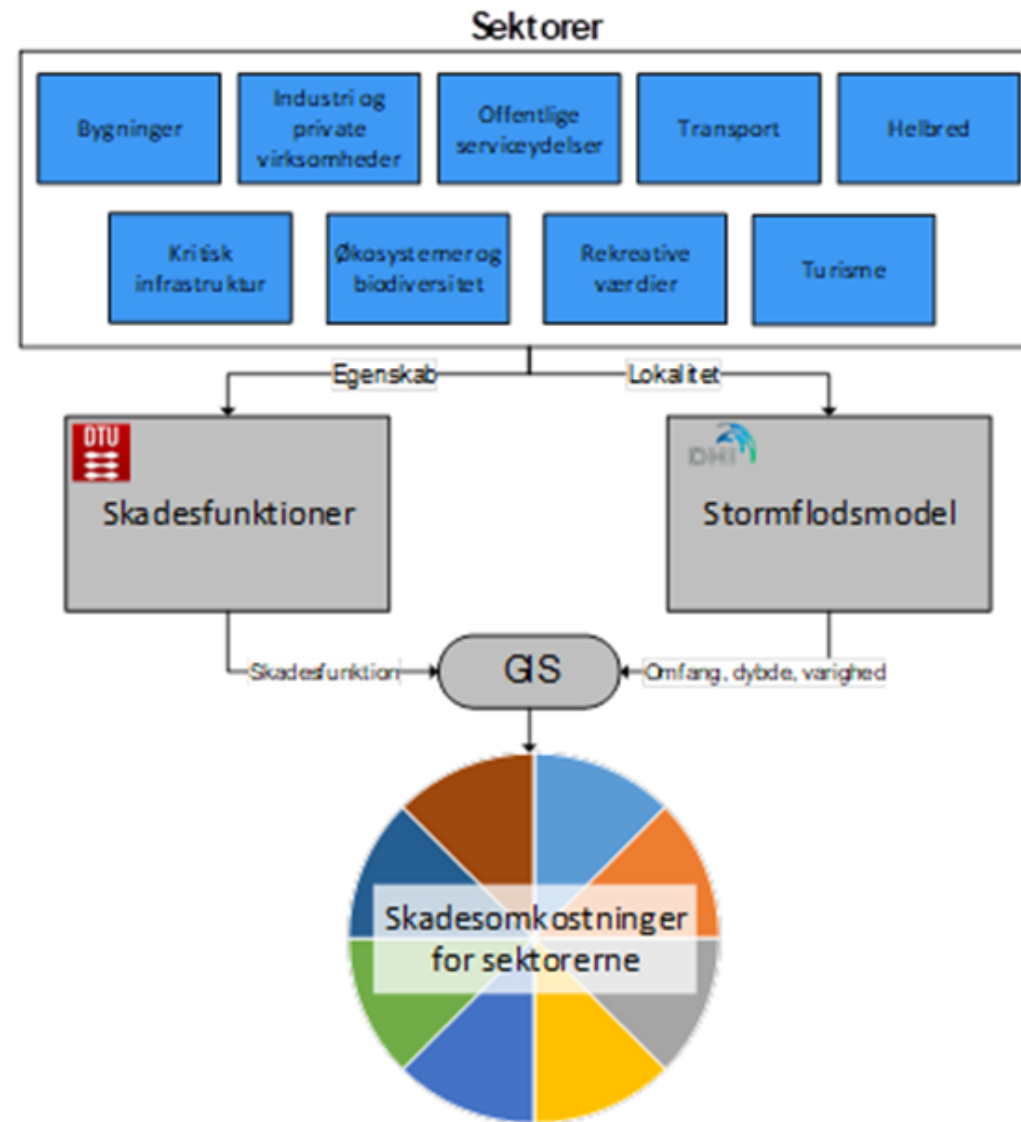 Sektorer
Bygninger
Industri og
private
virksomheder
Offentlige
serviceydelser
Transport
Helbred
Kritisk
infrastruktur
Økosystemer og
biodiversitet
Rekreative
værdier
Turisme
Egenskab
Lokalitet
DTU
Skadesfunktioner
DHI
Stormflodsmodel
Skadesfunktion
GIS
Omfang, dybde, varighed
Skadesomkostninger
for sektorerne